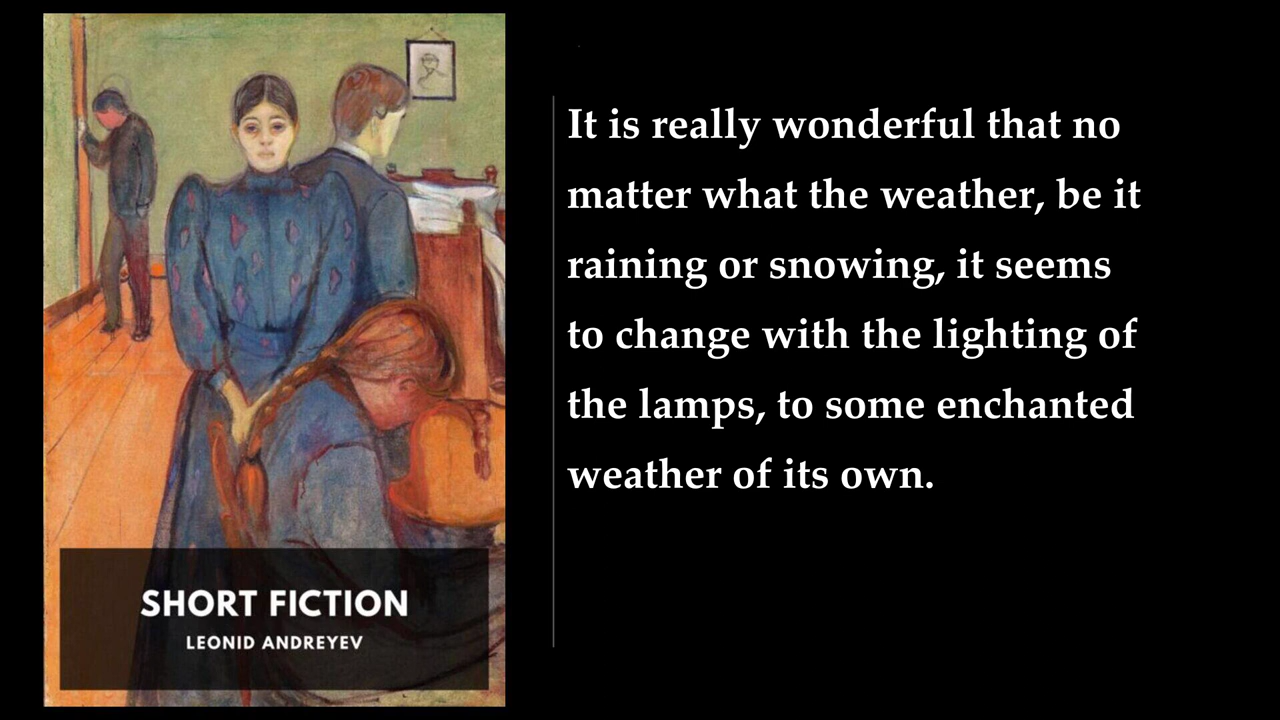 SHORT FICTION
LEONID ANDREYEV
It is really wonderful that no
matter what the weather, be it
raining or snowing, it seems
to change with the lighting of
the lamps, to some enchanted
weather of its own.